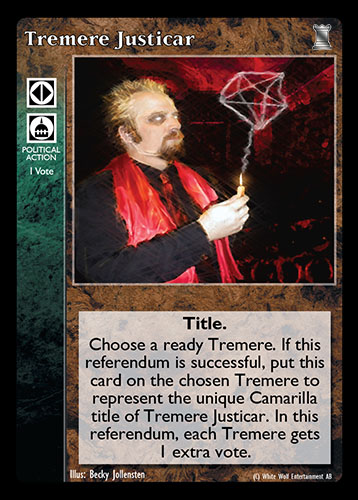 Tremere Justicar
POLITICAL
ACTION
1 Vote
Title.
Choose a ready Tremere. If this
referendum is successful, put this
card on the chosen Tremere to
represent the unique Camarilla
title of Tremere Justicar. In this
referendum, each Tremere gets
1 extra vote.
Illus: Becky Jollensten
(C) White Wolf Entertainment AB